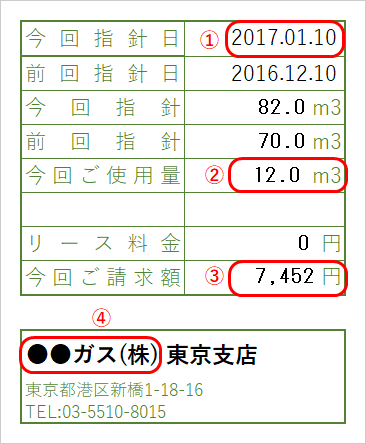 今回指針日 ① 2017.01.10
前回指針日 2016.12.10
今回指針 82.0 m3
前回指針 70.0 m3
今回ご使用量 ② 12.0 m3
リース料金 0 円
今回ご請求額 ③ 7,452 円
④
●●ガス(株) 東京支店
東京都港区新橋1-18-16
TEL:03-5510-8015